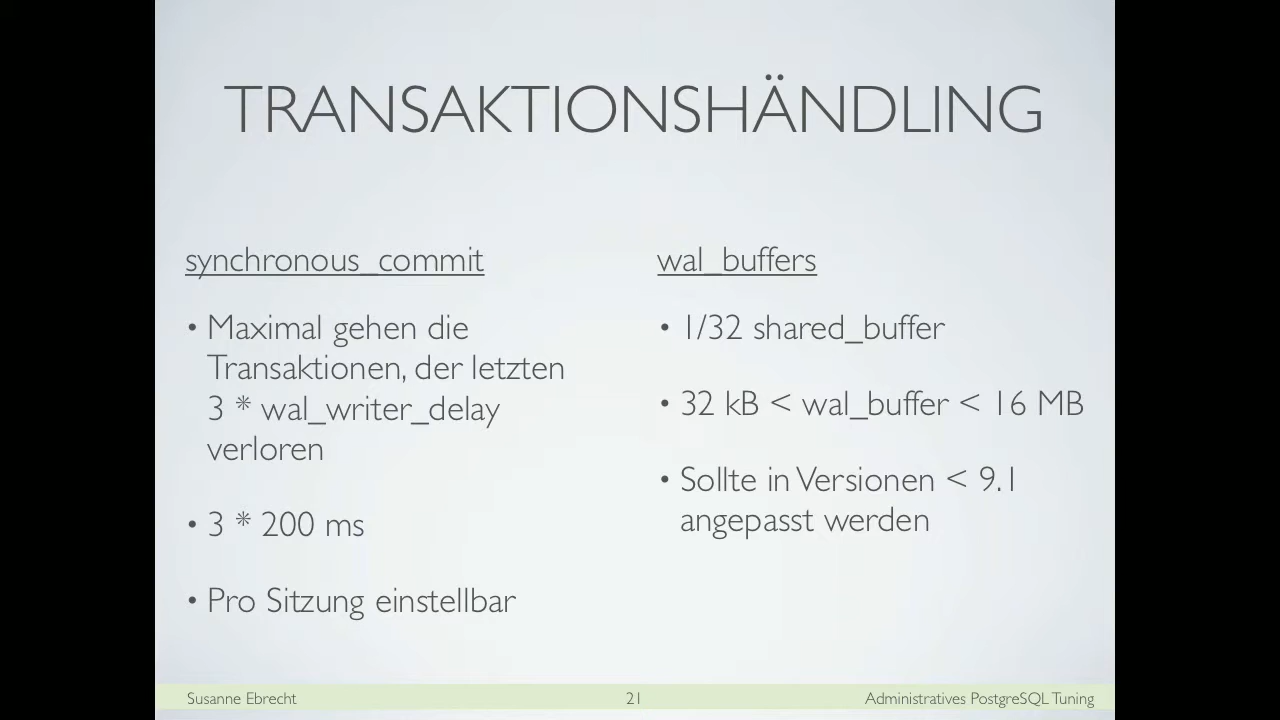 TRANSAKTIONSHÄNDLING
synchronous_commit
• Maximal gehen die
Transaktionen, der letzten
3 * wal_writer_delay
verloren
• 3 * 200 ms
• Pro Sitzung einstellbar
wal_buffers
• 1/32 shared_buffer
• 32 kB < wal_buffer < 16 MB
• Sollte in Versionen < 9.1
angepasst werden
Susanne Ebrecht
21
Administratives PostgreSQL Tuning